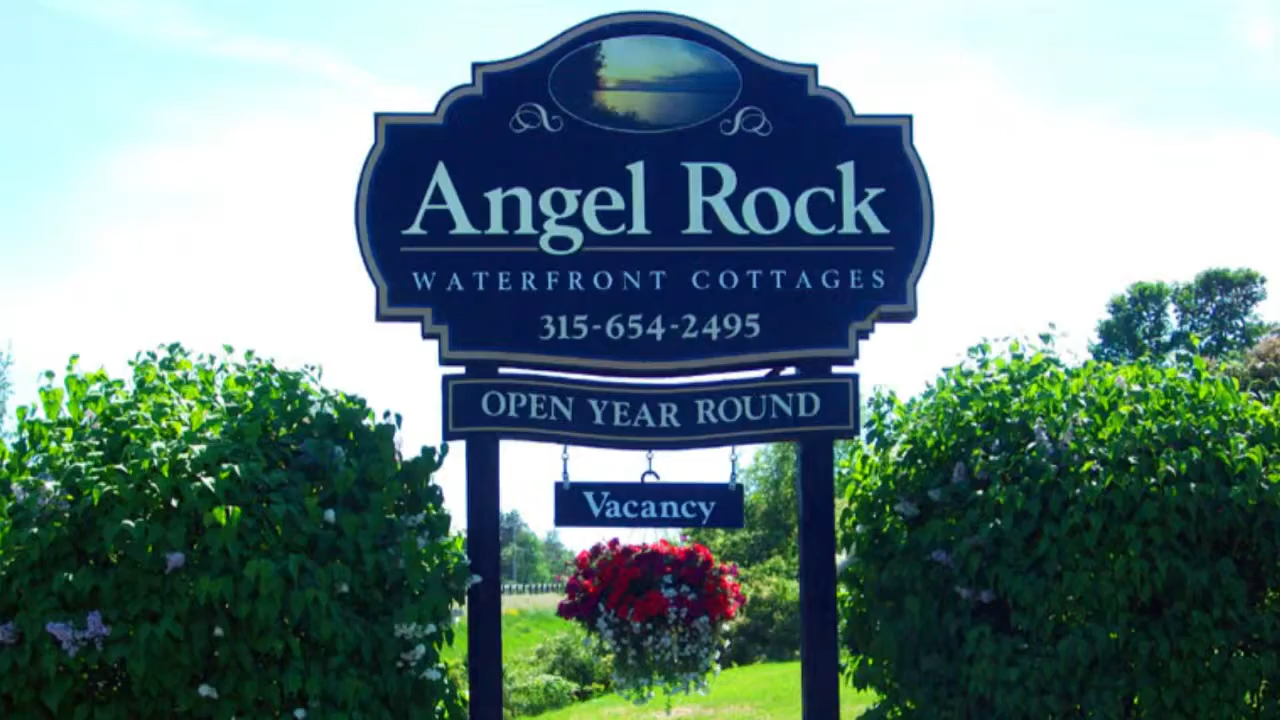 Angel Rock
WATERFRONT COTTAGES
315-654-2495
OPEN YEAR ROUND
Vacancy